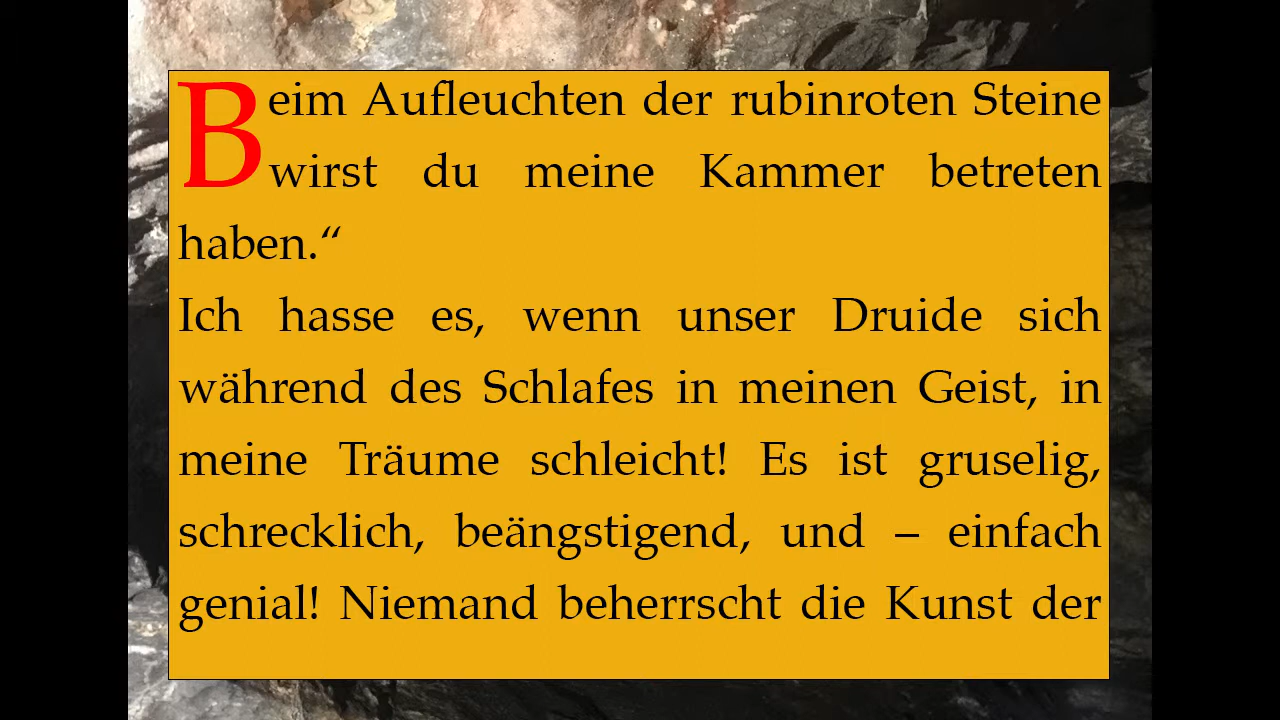 Beim Aufleuchten der rubinroten Steine
wirst du meine Kammer betreten
haben.“
Ich hasse es, wenn unser Druide sich
während des Schlafes in meinen Geist, in
meine Träume schleicht! Es ist gruselig,
schrecklich, beängstigend, und – einfach
genial! Niemand beherrscht die Kunst der